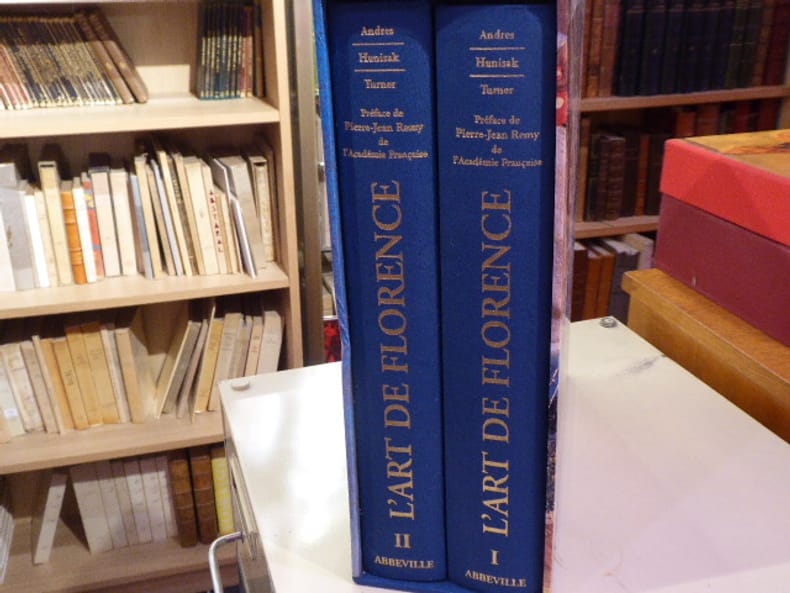 Andres
Hunisak
Turner
Préface de
Pierre-Jean Remy
de
l'Académie Française
L'ART DE FLORENCE
II
ABBEVILLE
Andres
Hunisak
Turner
Préface de
Pierre-Jean Remy
de
l'Académie Française
L'ART DE FLORENCE
I
ABBEVILLE